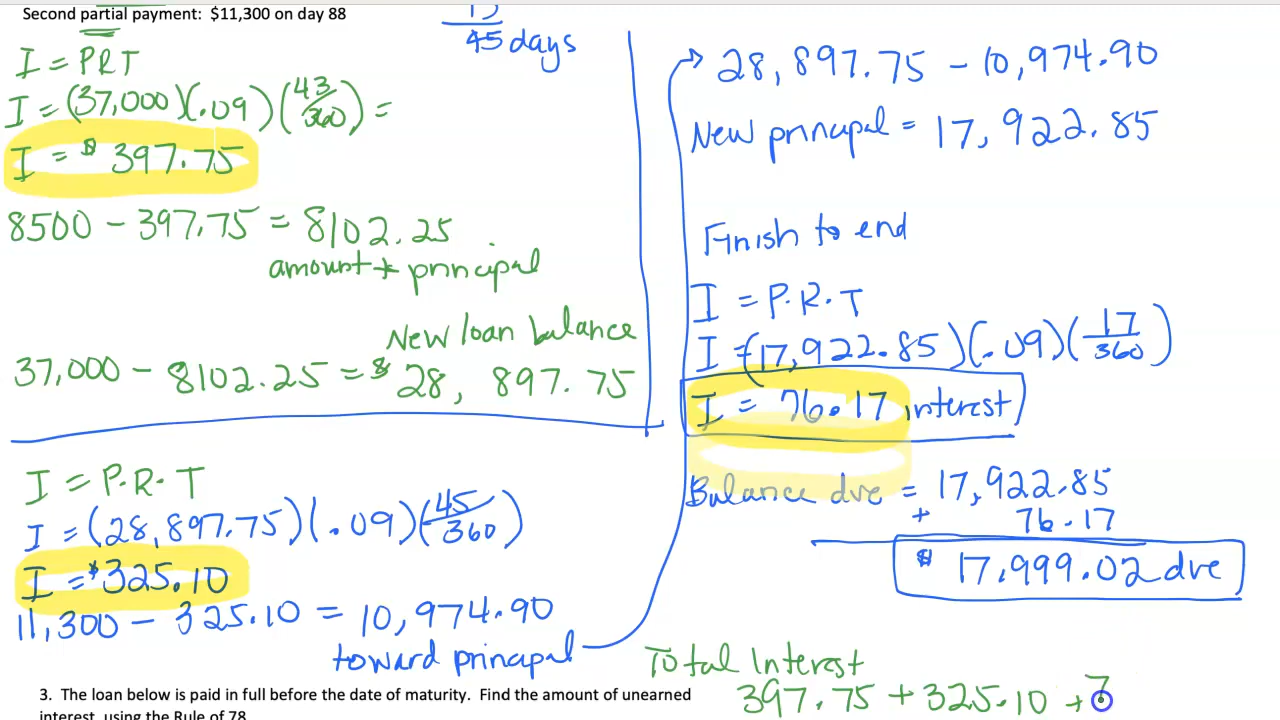 Second partial payment: $11,300 on day 88
I = PRT
I = (37,000)(.09)(43/360) =
I = $397.75
8500 - 397.75 = 8102.25
amount + principal
New loan balance
37,000 - 8102.25 = $28,897.75
45 days
I = P.R.T
I = (28,897.75)(.09)(45/360)
I = $325.10
11,300 - 325.10 = 10,974.90
toward principal
28,897.75 - 10,974.90
New principal = 17,922.85
Finish to end
I = P.R.T
I = (17,922.85)(.09)(17/360)
I = 76.17 interest
Balance due = 17,922.85
+ 76.17
$17,999.02 due
Total Interest
397.75 + 325.10 + 7
3. The loan below is paid in full before the date of maturity. Find the amount of unearned
interest, using the Rule of 78